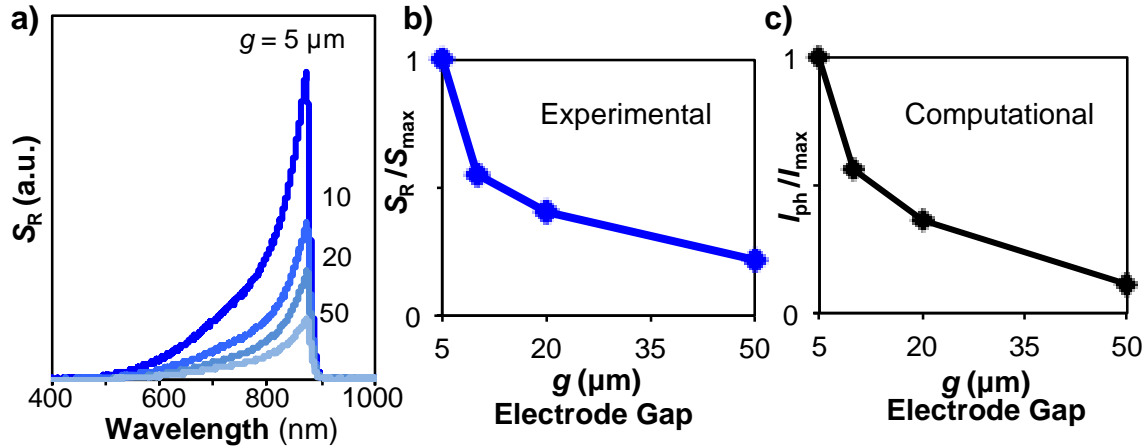 a)
g = 5 µm
10
20
50
S_R (a.u.)
400 600 800 1000
Wavelength (nm)
b)
1
Experimental
S_R /S_max
0
5 20 35 50
g (µm)
Electrode Gap
c)
1
Computational
I_ph /I_max
0
5 20 35 50
g (µm)
Electrode Gap